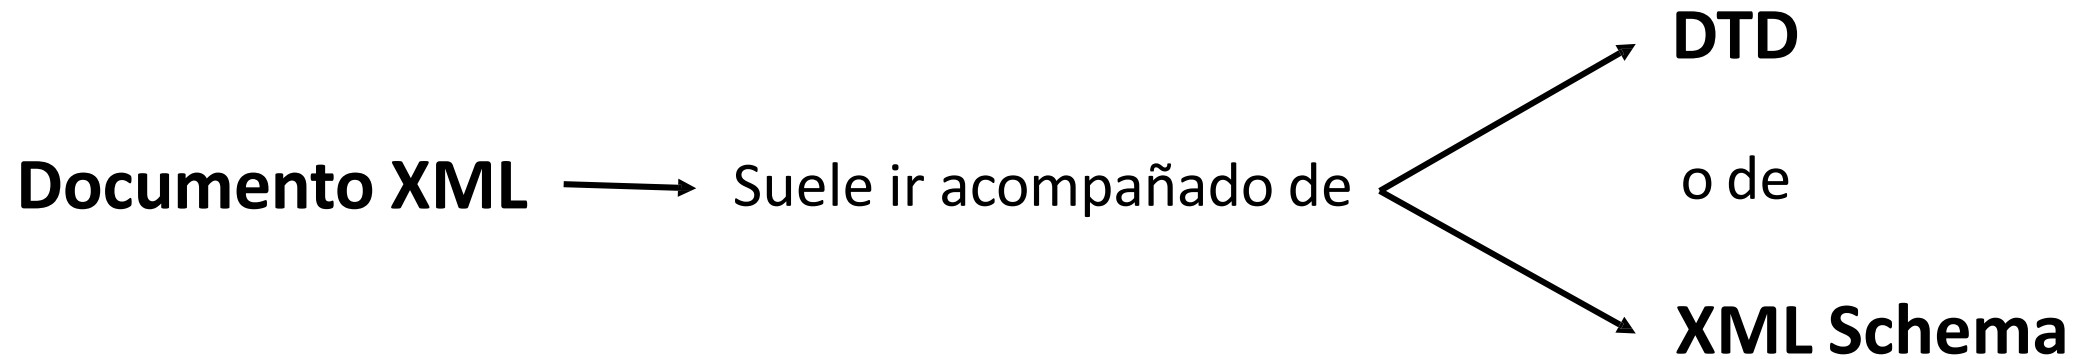 DTD
Documento XML
Suele ir acompañado de
o de
XML Schema